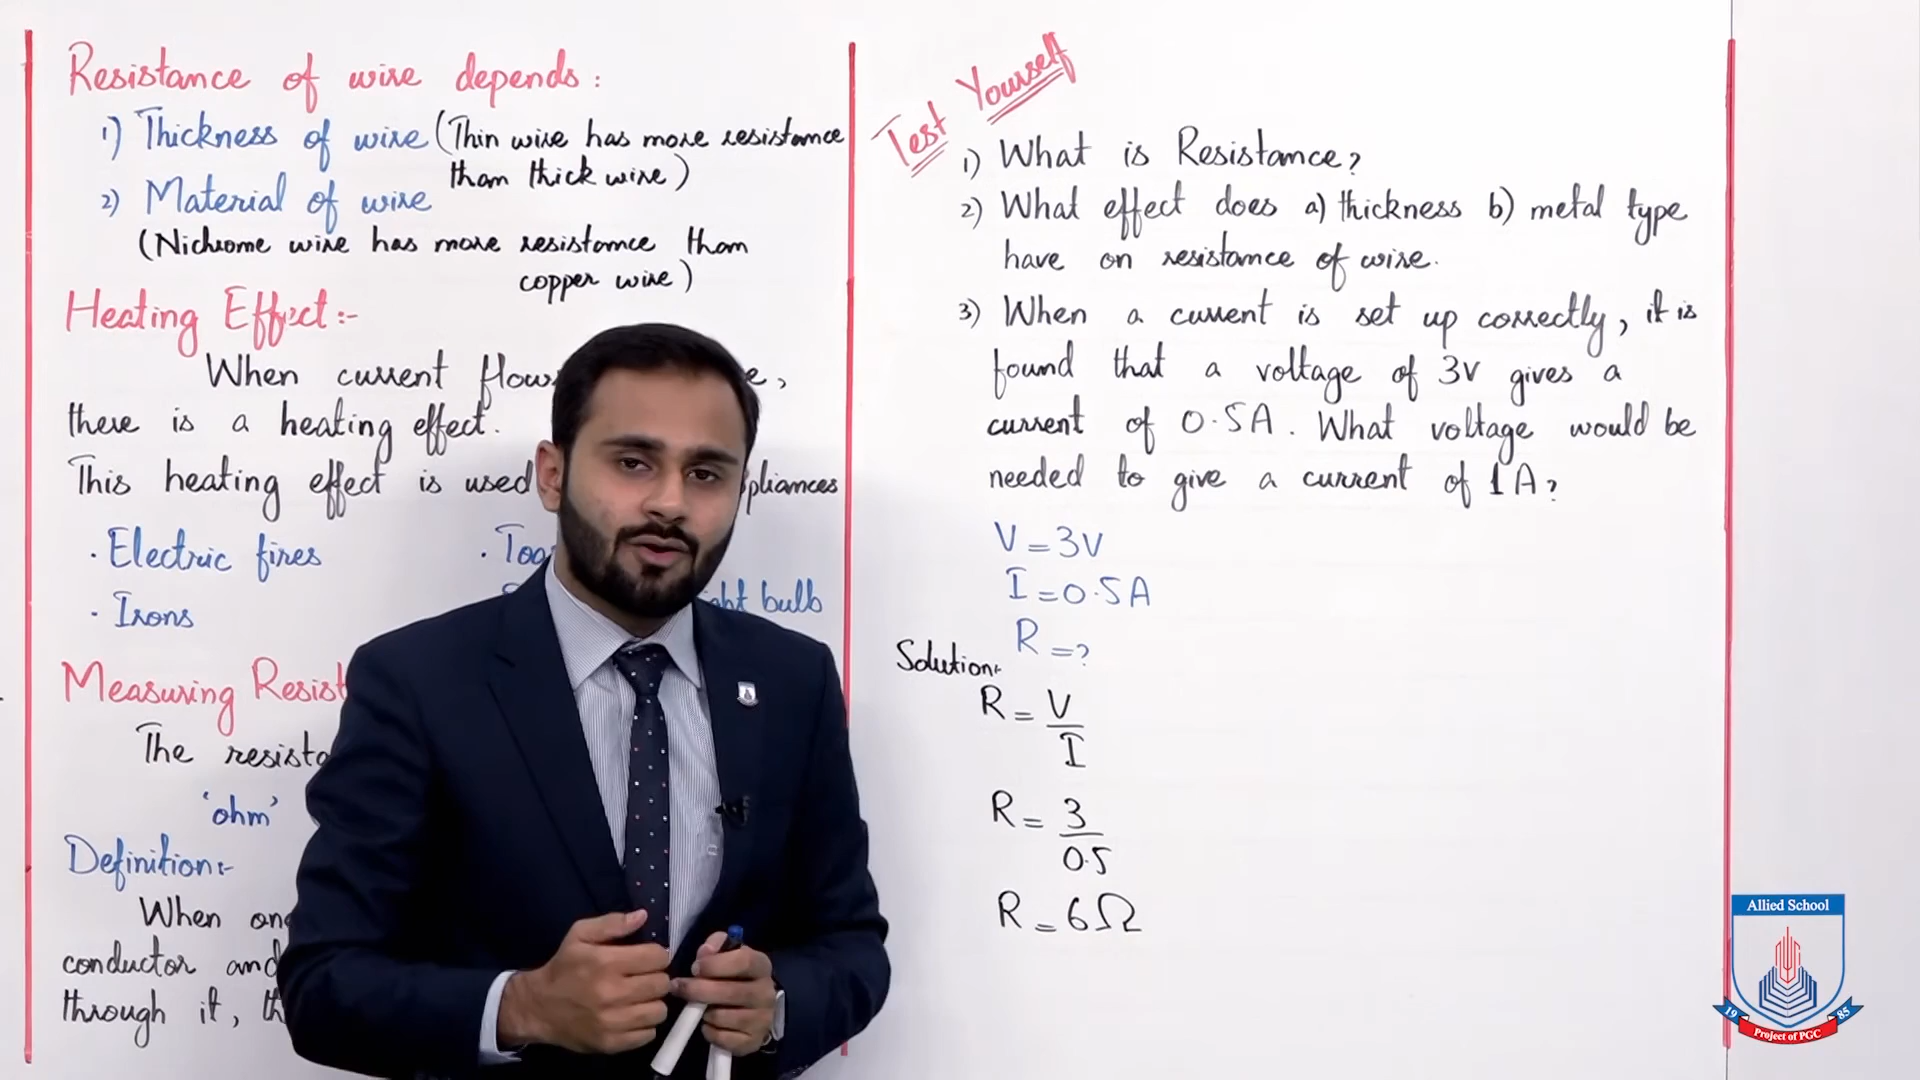 Resistance of wire depends:
1) Thickness of wire (Thin wire has more resistance
than thick wire)
2) Material of wire
(Nichrome wire has more resistance than
copper wire)
Heating Effect:-
When current
there is a heating effect.
This heating effect is used
· Electric fires
· Irons
bulb
Measuring
The
'ohm'
Definition:-
When
conductor and
through it,
Test Yourself
1) What is Resistance?
2) What effect does a) thickness b) metal type
have on resistance of wire.
3) When a current is set up correctly, it is
found that a voltage of 3V gives a
current of 0.5A. What voltage would be
needed to give a current of 1A?
V = 3V
I = 0.5A
R = ?
Solution:-
R = V
I
R = 3
0.5
R = 6Ω
Allied School
19 85
Project of PGC